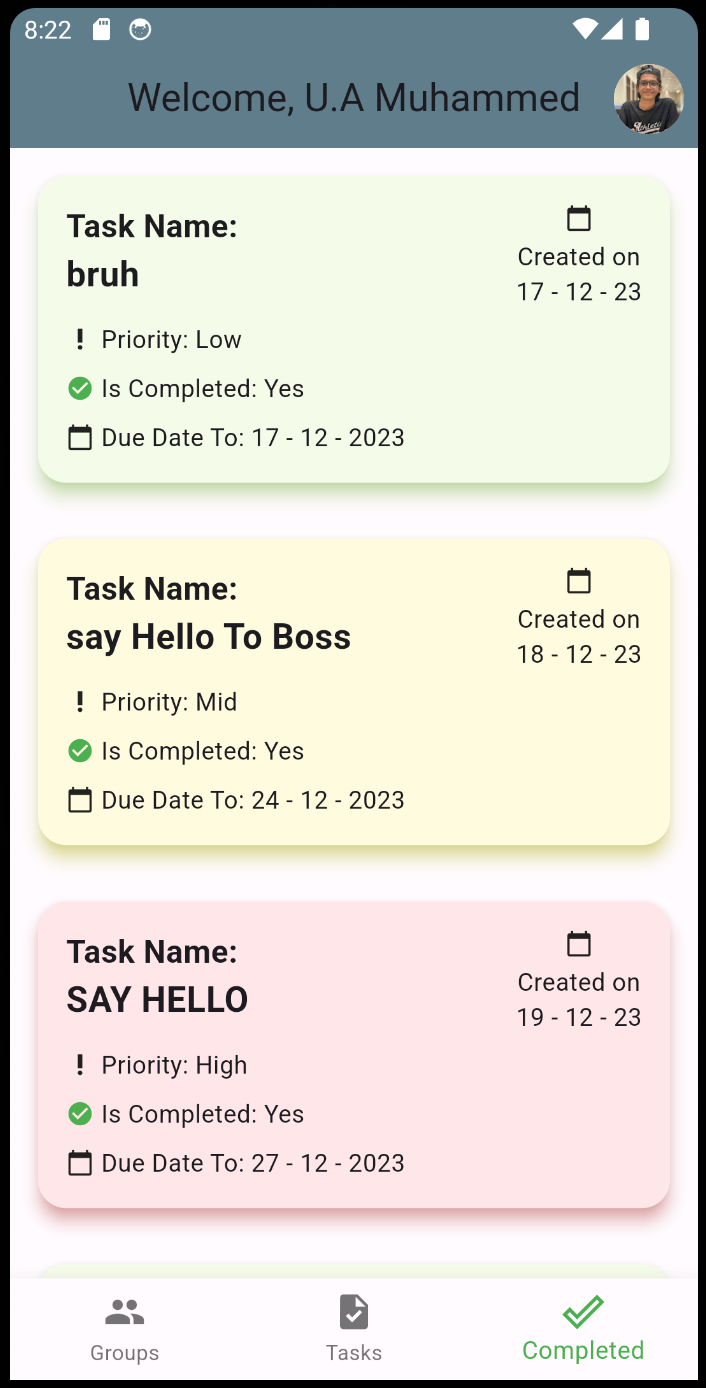 8:22
Welcome, U.A Muhammed
Task Name:
bruh
Created on
17 - 12 - 23
Priority: Low
Is Completed: Yes
Due Date To: 17 - 12 - 2023
Task Name:
say Hello To Boss
Created on
18 - 12 - 23
Priority: Mid
Is Completed: Yes
Due Date To: 24 - 12 - 2023
Task Name:
SAY HELLO
Created on
19 - 12 - 23
Priority: High
Is Completed: Yes
Due Date To: 27 - 12 - 2023
Groups
Tasks
Completed